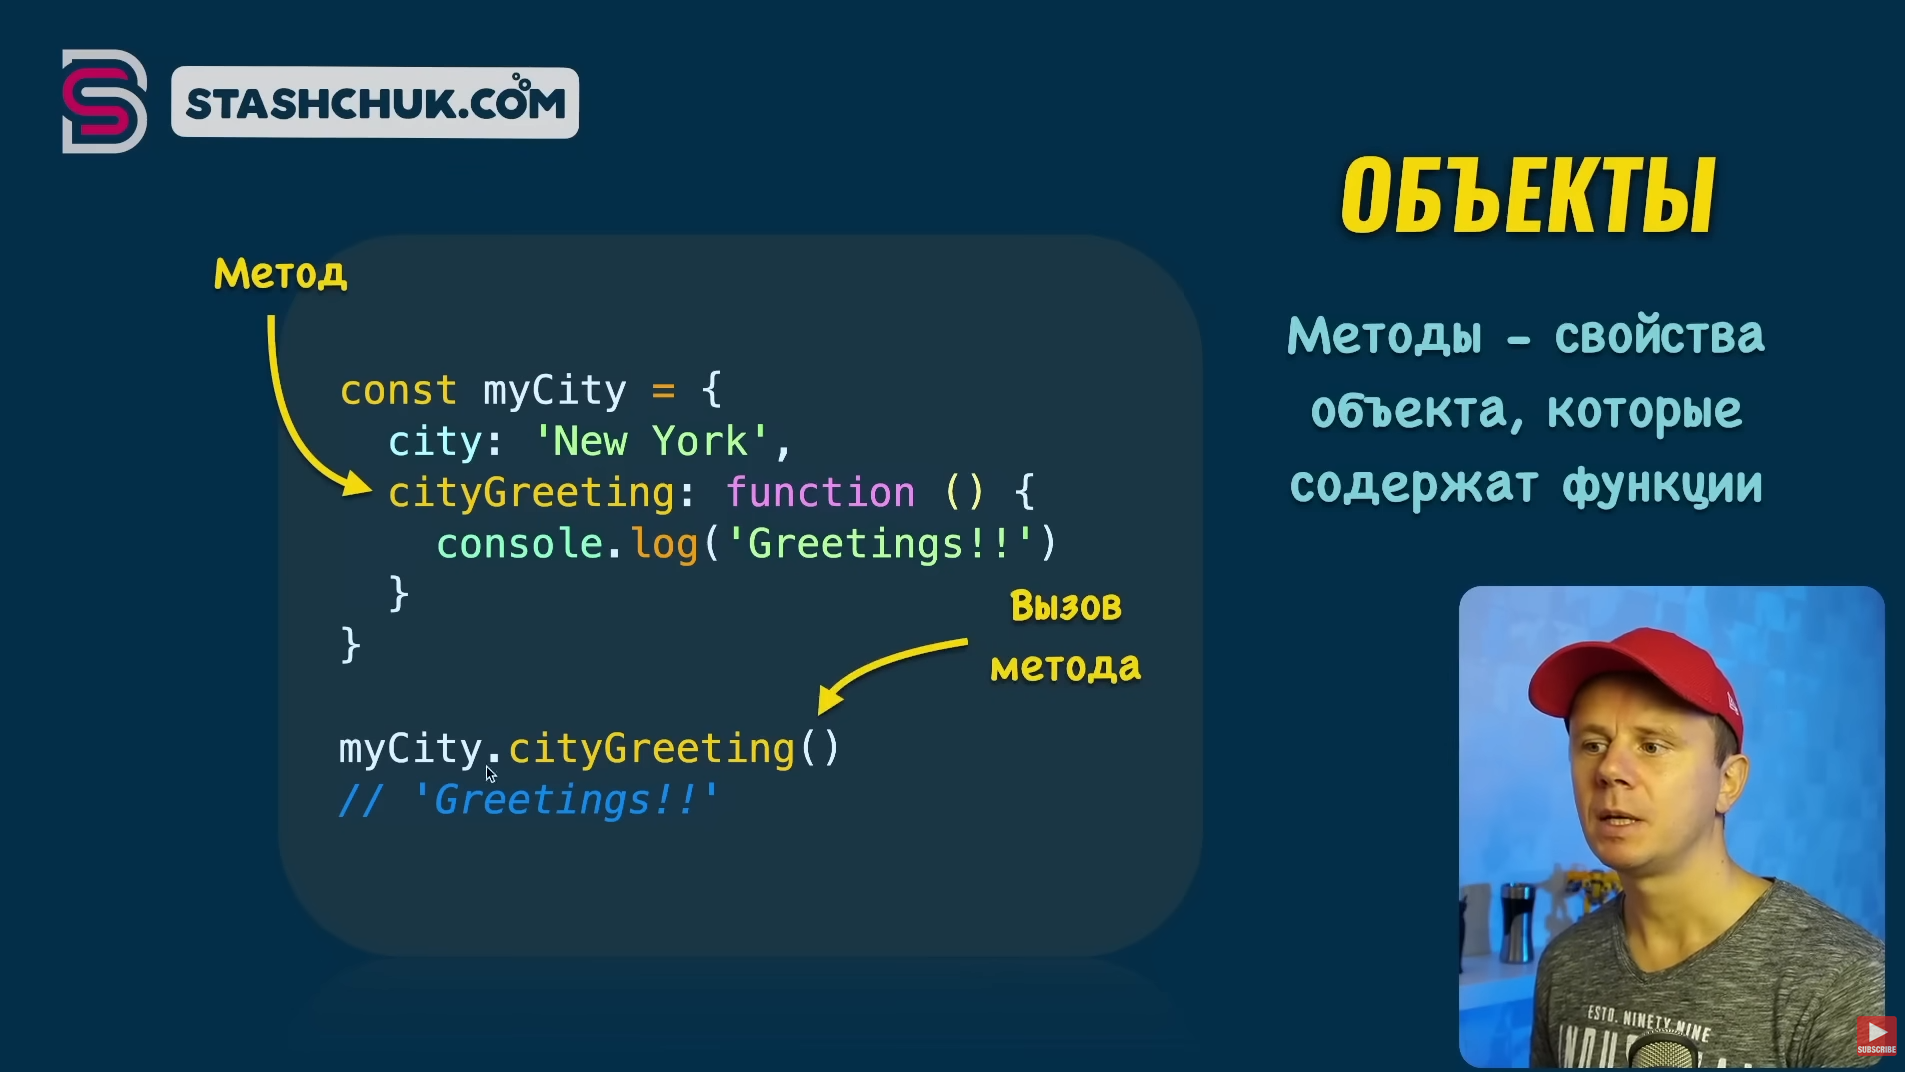 STASHCHUK.COM
ОБЪЕКТЫ
Методы - свойства
объекта, которые
содержат функции
Метод
const myCity = {
  city: 'New York',
  cityGreeting: function () {
    console.log('Greetings!!')
  }
}
Вызов
метода
myCity.cityGreeting()
// 'Greetings!!'
ESTD. NINETY NINE
SUBSCRIBE